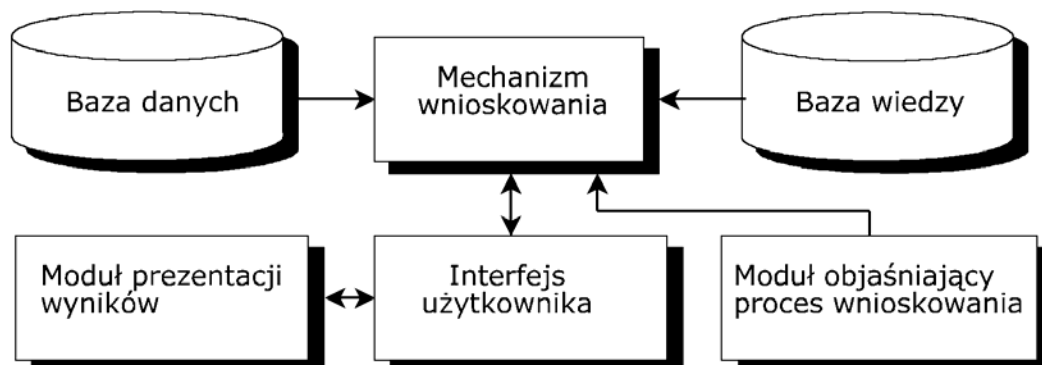 Baza danych
Mechanizm
wnioskowania
Baza wiedzy
Moduł prezentacji
wyników
Interfejs
użytkownika
Moduł objaśniający
proces wnioskowania